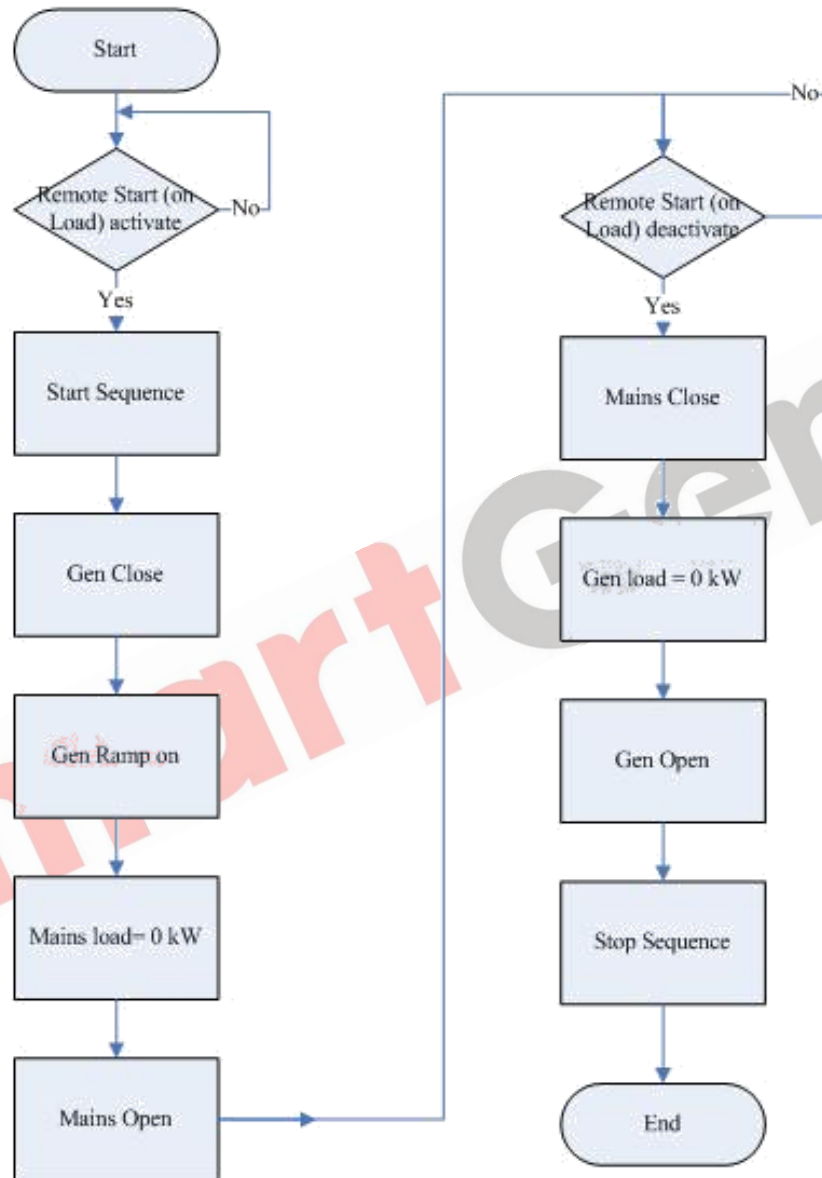 Start
Remote Start (on
Load) activate
No
Yes
Start Sequence
Gen Close
Gen Ramp on
Mains load= 0 kW
Mains Open
No
Remote Start (on
Load) deactivate
Yes
Mains Close
Gen load = 0 kW
Gen Open
Stop Sequence
End
martGen